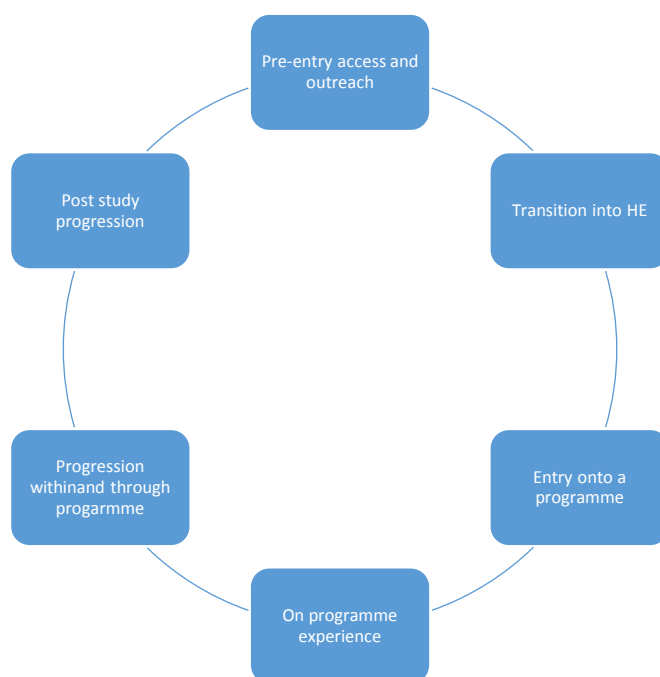 Pre-entry access and
outreach
Transition into HE
Entry onto a
programme
On programme
experience
Progression
withinand through
progarmme
Post study
progression